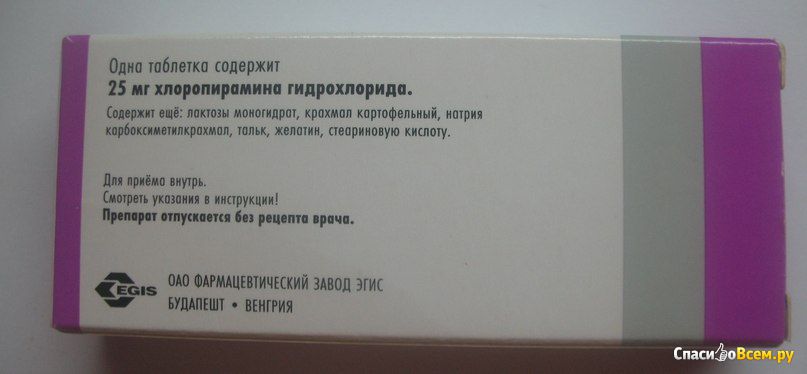 Одна таблетка содержит
25 мг хлоропирамина гидрохлорида.
Содержит ещё: лактозы моногидрат, крахмал картофельный, натрия
карбоксиметилкрахмал, тальк, желатин, стеариновую кислоту.
Для приёма внутрь.
Смотреть указания в инструкции!
Препарат отпускается без рецепта врача.
EGIS
ОАО ФАРМАЦЕВТИЧЕСКИЙ ЗАВОД ЭГИС
БУДАПЕШТ • ВЕНГРИЯ
СпасибоВсем.ру